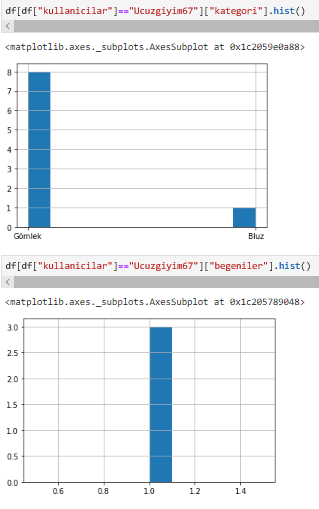 df[df["kullanicilar"]=="Ucuzgiyim67"]["kategori"].hist()
<matplotlib.axes._subplots.AxesSubplot at 0x1c2059e0a88>
8
7
6
5
4
3
2
1
0
Gömlek Bluz
df[df["kullanicilar"]=="Ucuzgiyim67"]["begeniler"].hist()
<matplotlib.axes._subplots.AxesSubplot at 0x1c205789048>
3.0
2.5
2.0
1.5
1.0
0.5
0.0
0.6 0.8 1.0 1.2 1.4